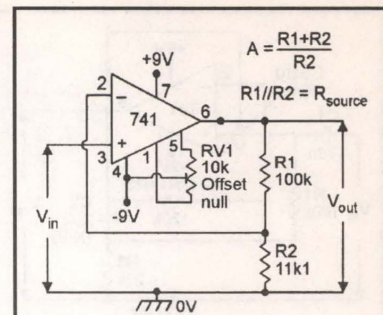 +9V
A = R1+R2
R2
R1//R2 = Rsource
2
7
−
741
6
+
3
4
1
5
RV1
10k
Offset
null
-9V
R1
100k
Vin
Vout
R2
11k1
0V